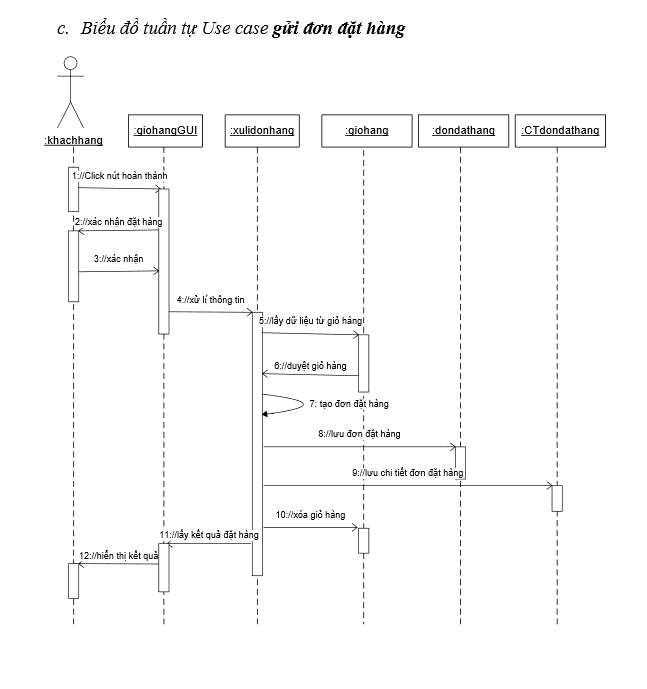 c. Biểu đồ tuần tự Use case gửi đơn đặt hàng
:khachhang
:giohangGUI
:xulidonhang
:giohang
:dondathang
:CTdondathang
1://Click nút hoàn thành
2://xác nhận đặt hàng
3://xác nhận
4://xử lí thông tin
5://lấy dữ liệu từ giỏ hàng
6://duyệt giỏ hàng
7: tạo đơn đặt hàng
8://lưu đơn đặt hàng
9://lưu chi tiết đơn đặt hàng
10://xóa giỏ hàng
11://lấy kết quả đặt hàng
12://hiển thị kết quả